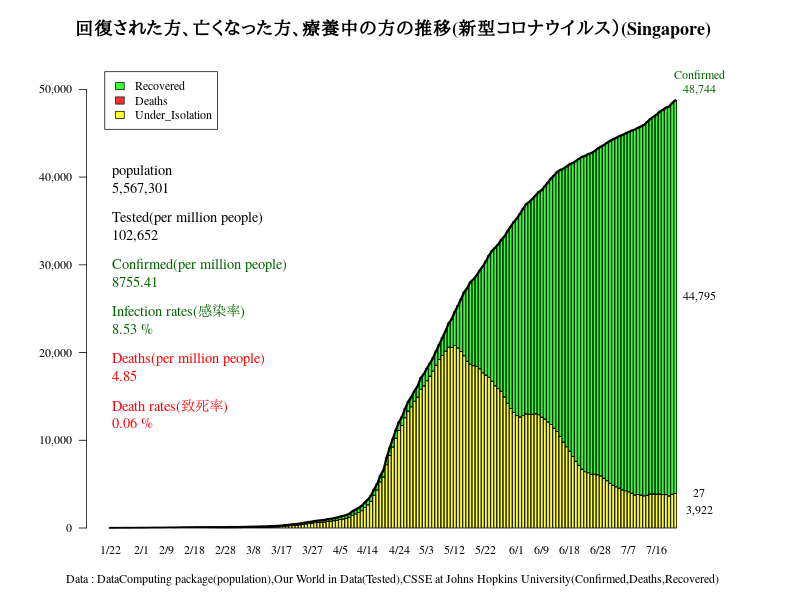 回復された方、亡くなった方、療養中の方の推移(新型コロナウイルス）(Singapore)
Confirmed
48,744
50,000
Recovered
Deaths
Under_Isolation
population
5,567,301
40,000
Tested(per million people)
102,652
Confirmed(per million people)
8755.41
30,000
44,795
Infection rates(感染率)
8.53 %
20,000
Deaths(per million people)
4.85
Death rates(致死率)
0.06 %
10,000
27
3,922
0
1/22 2/1 2/9 2/18 2/28 3/8 3/17 3/27 4/5 4/14 4/24 5/3 5/12 5/22 6/1 6/9 6/18 6/28 7/7 7/16
Data : DataComputing package(population),Our World in Data(Tested),CSSE at Johns Hopkins University(Confirmed,Deaths,Recovered)